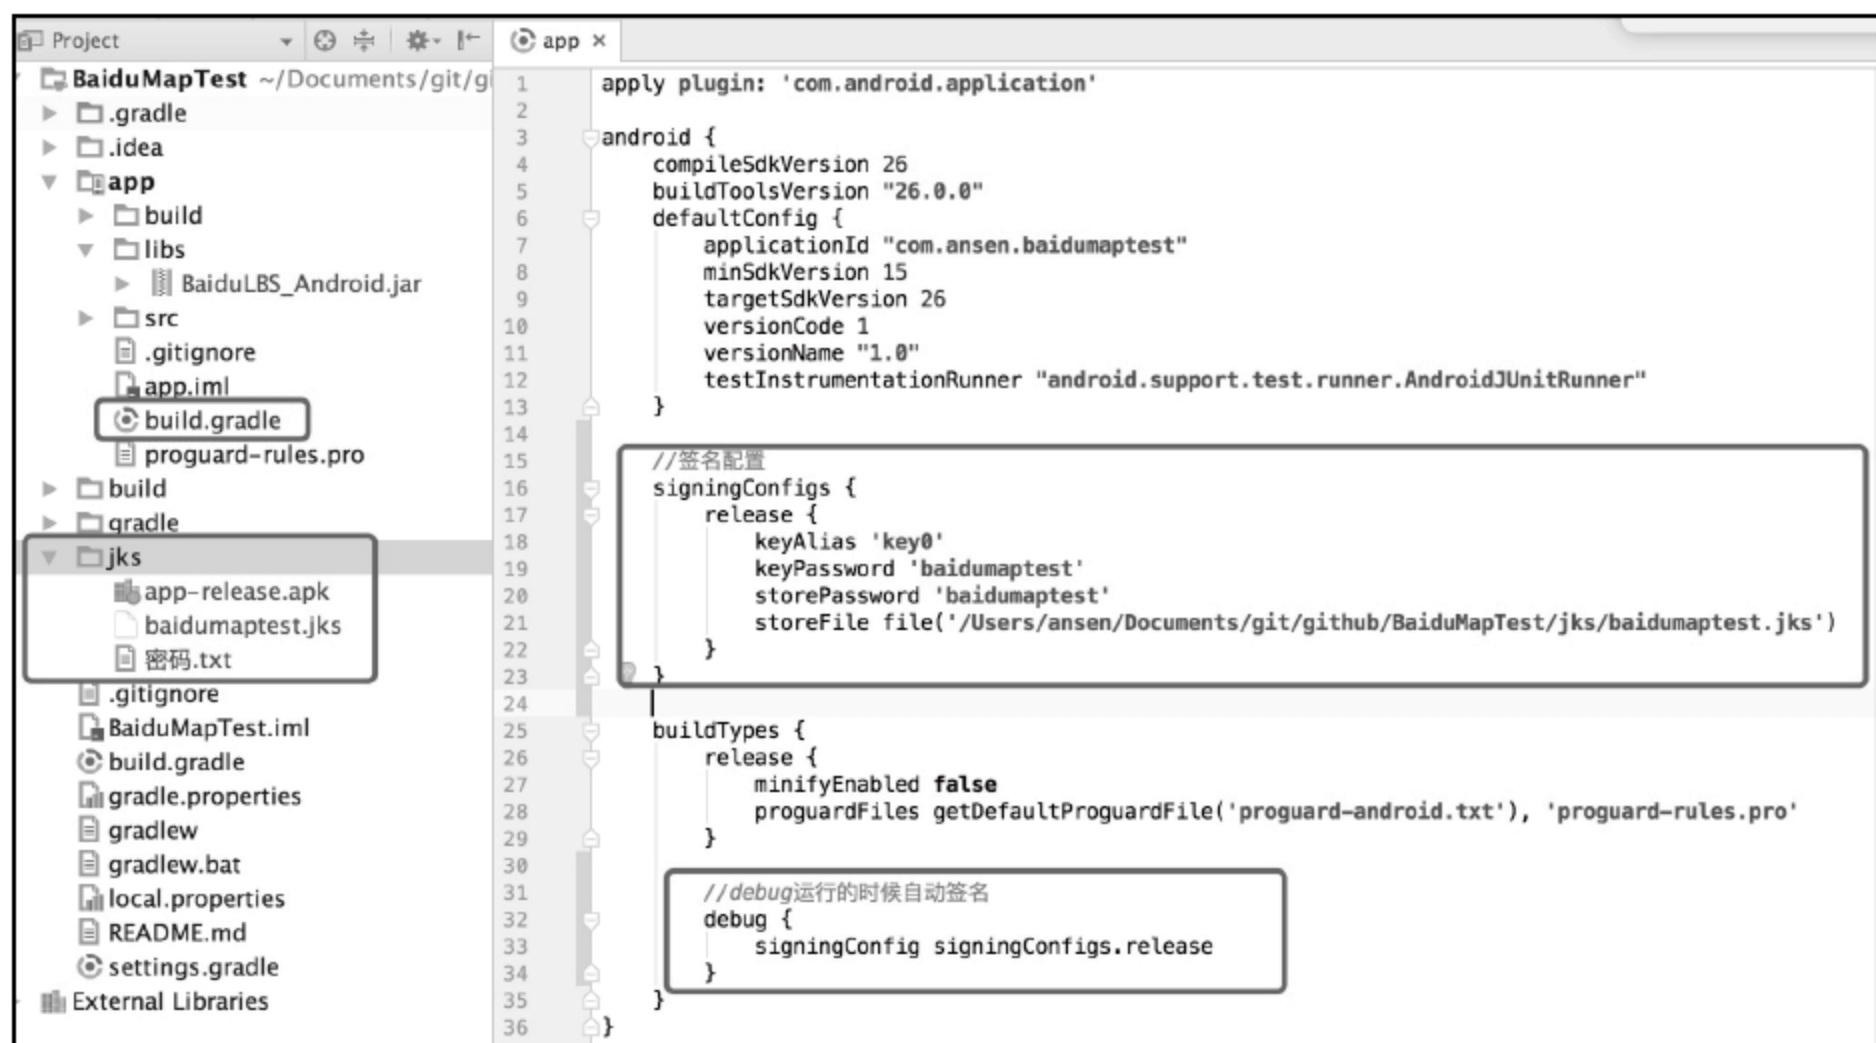 Project
BaiduMapTest ~/Documents/git/gi
.gradle
.idea
app
build
libs
BaiduLBS_Android.jar
src
.gitignore
app.iml
build.gradle
proguard-rules.pro
build
gradle
jks
app-release.apk
baidumaptest.jks
密码.txt
.gitignore
BaiduMapTest.iml
build.gradle
gradle.properties
gradlew
gradlew.bat
local.properties
README.md
settings.gradle
External Libraries
app ×
1 apply plugin: 'com.android.application'
2
3 android {
4 compileSdkVersion 26
5 buildToolsVersion "26.0.0"
6 defaultConfig {
7 applicationId "com.ansen.baidumaptest"
8 minSdkVersion 15
9 targetSdkVersion 26
10 versionCode 1
11 versionName "1.0"
12 testInstrumentationRunner "android.support.test.runner.AndroidJUnitRunner"
13 }
14
15 //签名配置
16 signingConfigs {
17 release {
18 keyAlias 'key0'
19 keyPassword 'baidumaptest'
20 storePassword 'baidumaptest'
21 storeFile file('/Users/ansen/Documents/git/github/BaiduMapTest/jks/baidumaptest.jks')
22 }
23 }
24
25 buildTypes {
26 release {
27 minifyEnabled false
28 proguardFiles getDefaultProguardFile('proguard-android.txt'), 'proguard-rules.pro'
29 }
30
31 //debug运行的时候自动签名
32 debug {
33 signingConfig signingConfigs.release
34 }
35 }
36 }